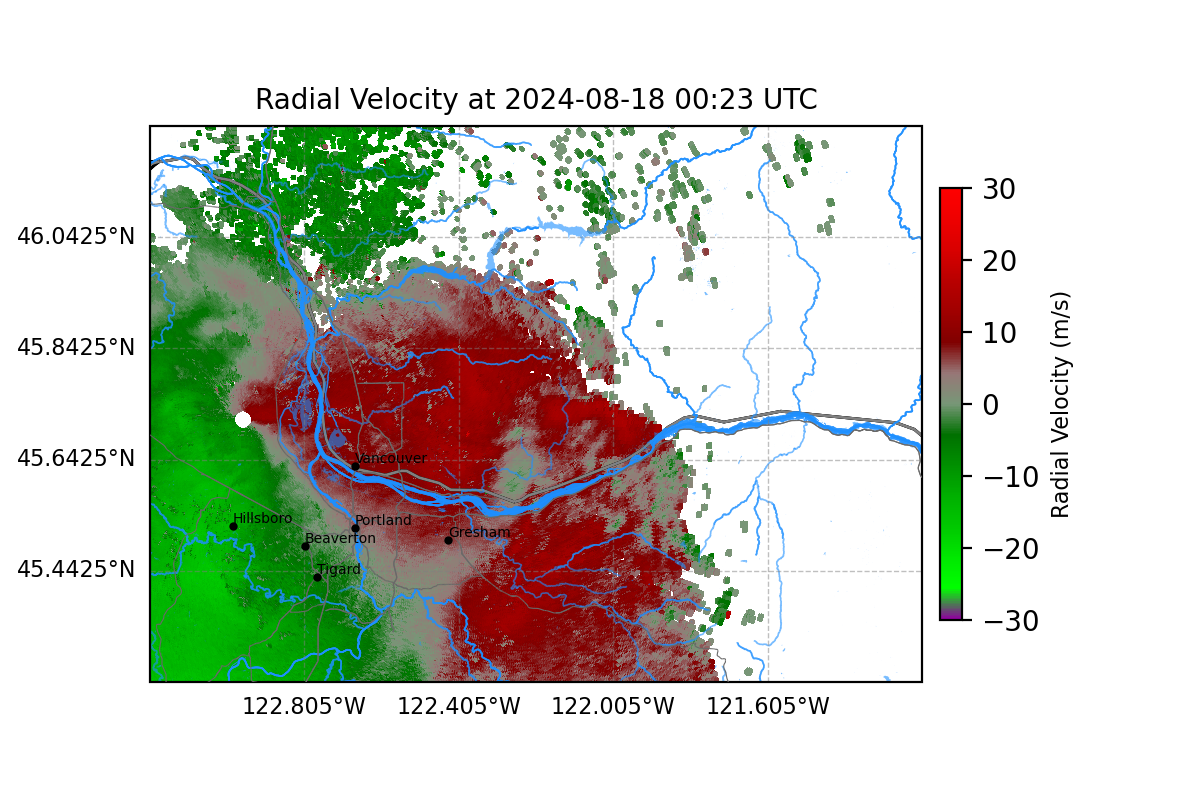 Radial Velocity at 2024-08-18 00:23 UTC
46.0425°N
45.8425°N
45.6425°N
45.4425°N
Vancouver
Hillsboro
Portland
Beaverton
Gresham
Tigard
122.805°W
122.405°W
122.005°W
121.605°W
30
20
10
0
−10
−20
−30
Radial Velocity (m/s)